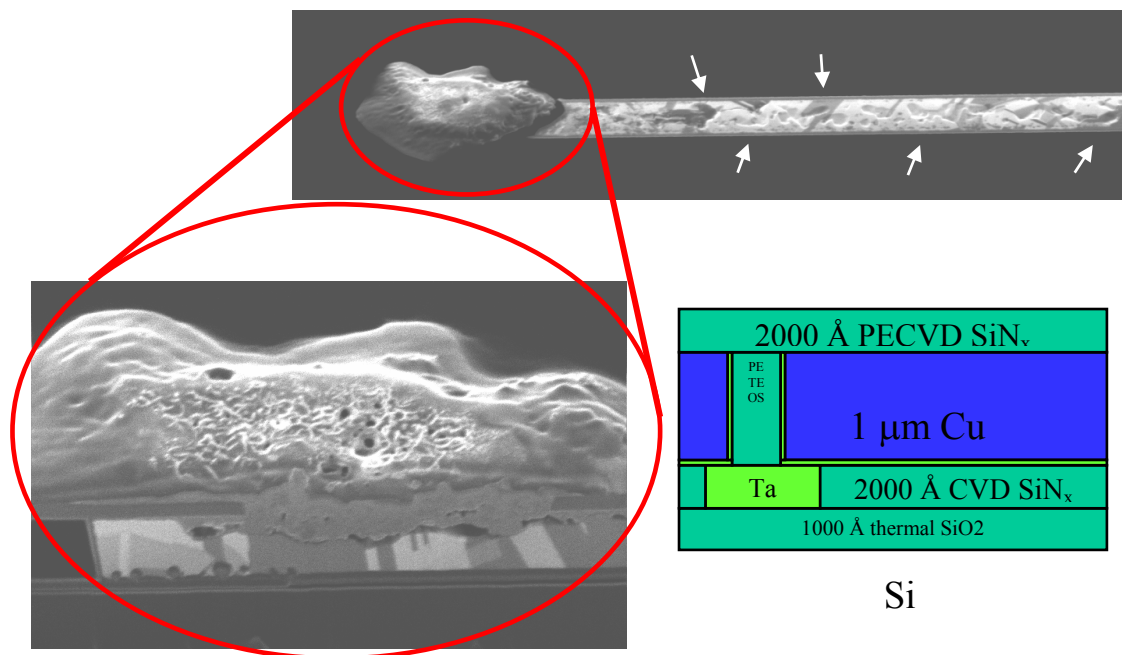 2000 Å PECVD SiNₓ
PE
TE
OS
1 μm Cu
Ta
2000 Å CVD SiNₓ
1000 Å thermal SiO2
Si